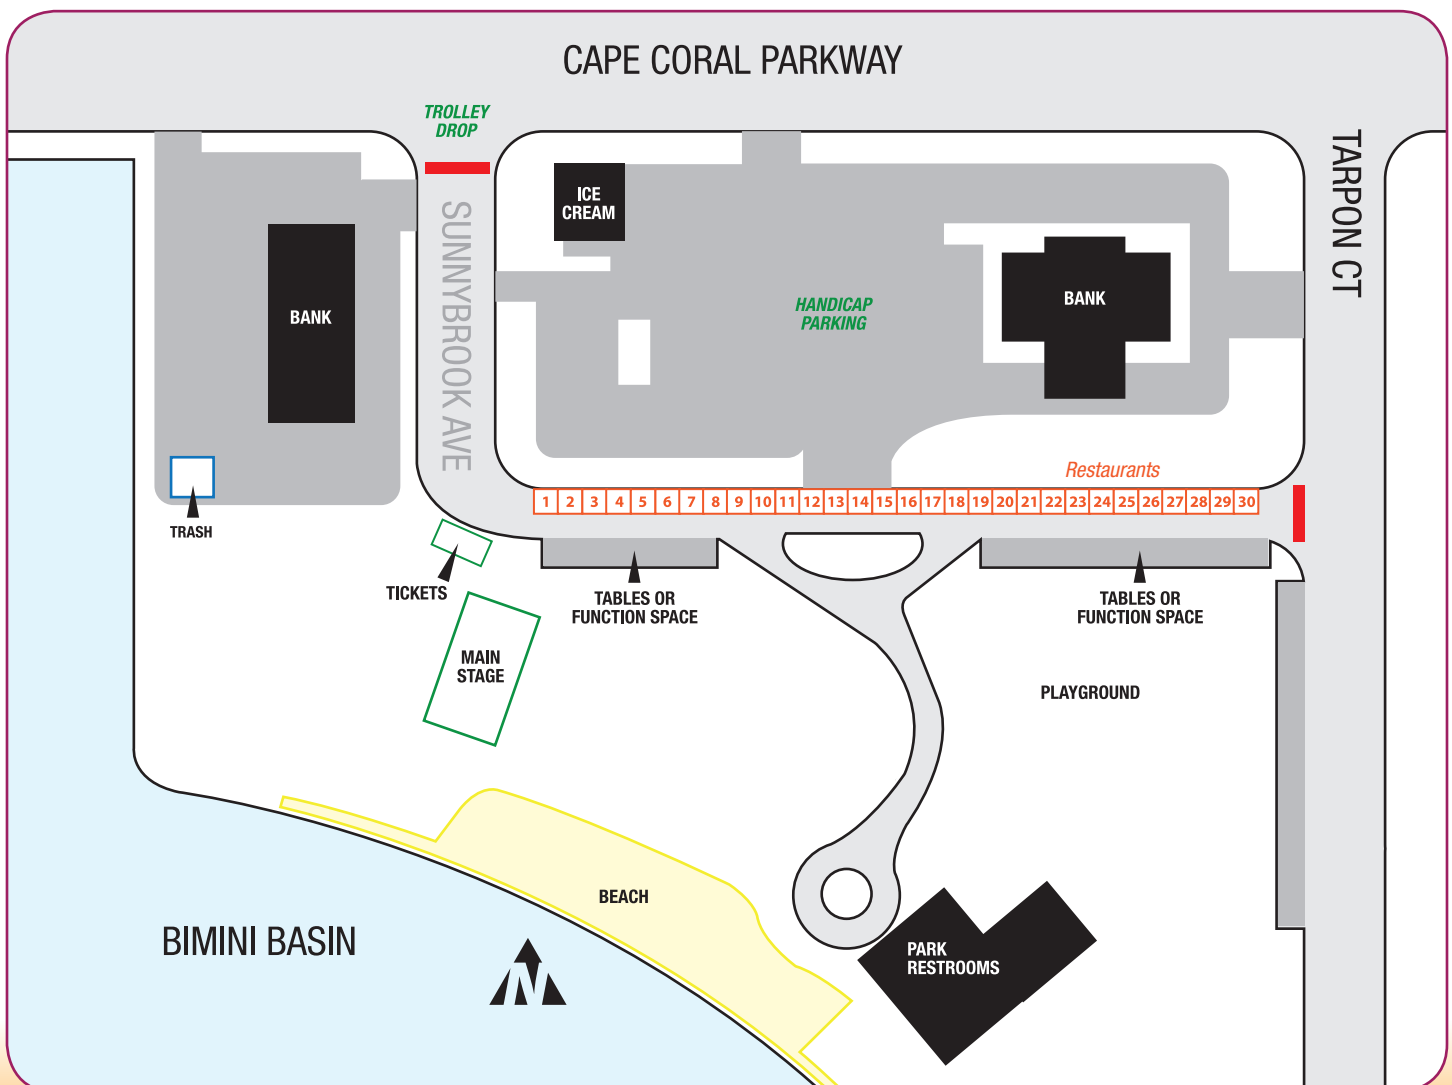 CAPE CORAL PARKWAY
TROLLEY
DROP
TARPON CT
ICE
CREAM
SUNNYBROOK AVE
BANK
HANDICAP
PARKING
BANK
Restaurants
1 2 3 4 5 6 7 8 9 10 11 12 13 14 15 16 17 18 19 20 21 22 23 24 25 26 27 28 29 30
TRASH
TICKETS
TABLES OR
FUNCTION SPACE
TABLES OR
FUNCTION SPACE
MAIN
STAGE
PLAYGROUND
BEACH
BIMINI BASIN
PARK
RESTROOMS
N